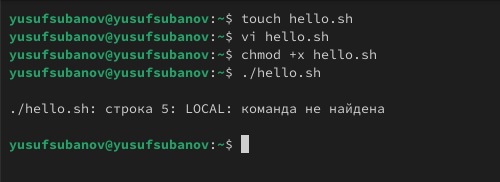 yusufsubanov@yusufsubanov:~$ touch hello.sh
yusufsubanov@yusufsubanov:~$ vi hello.sh
yusufsubanov@yusufsubanov:~$ chmod +x hello.sh
yusufsubanov@yusufsubanov:~$ ./hello.sh
./hello.sh: строка 5: LOCAL: команда не найдена
yusufsubanov@yusufsubanov:~$